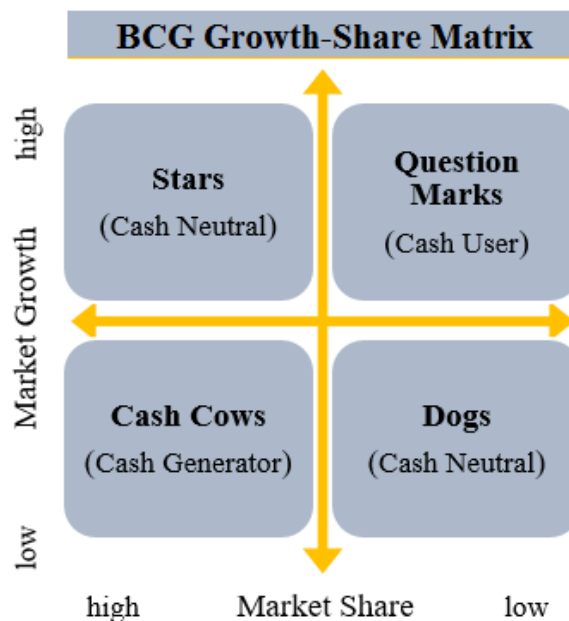 BCG Growth-Share Matrix
high
Market Growth
low
Stars
(Cash Neutral)
Question
Marks
(Cash User)
Cash Cows
(Cash Generator)
Dogs
(Cash Neutral)
high
Market Share
low